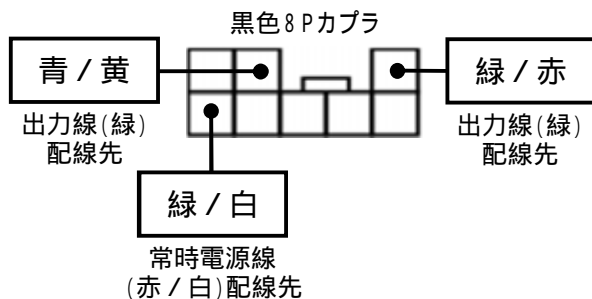 黒色8Pカプラ
青/黄
出力線(緑)
配線先
緑/赤
出力線(緑)
配線先
緑/白
常時電源線
(赤/白)配線先